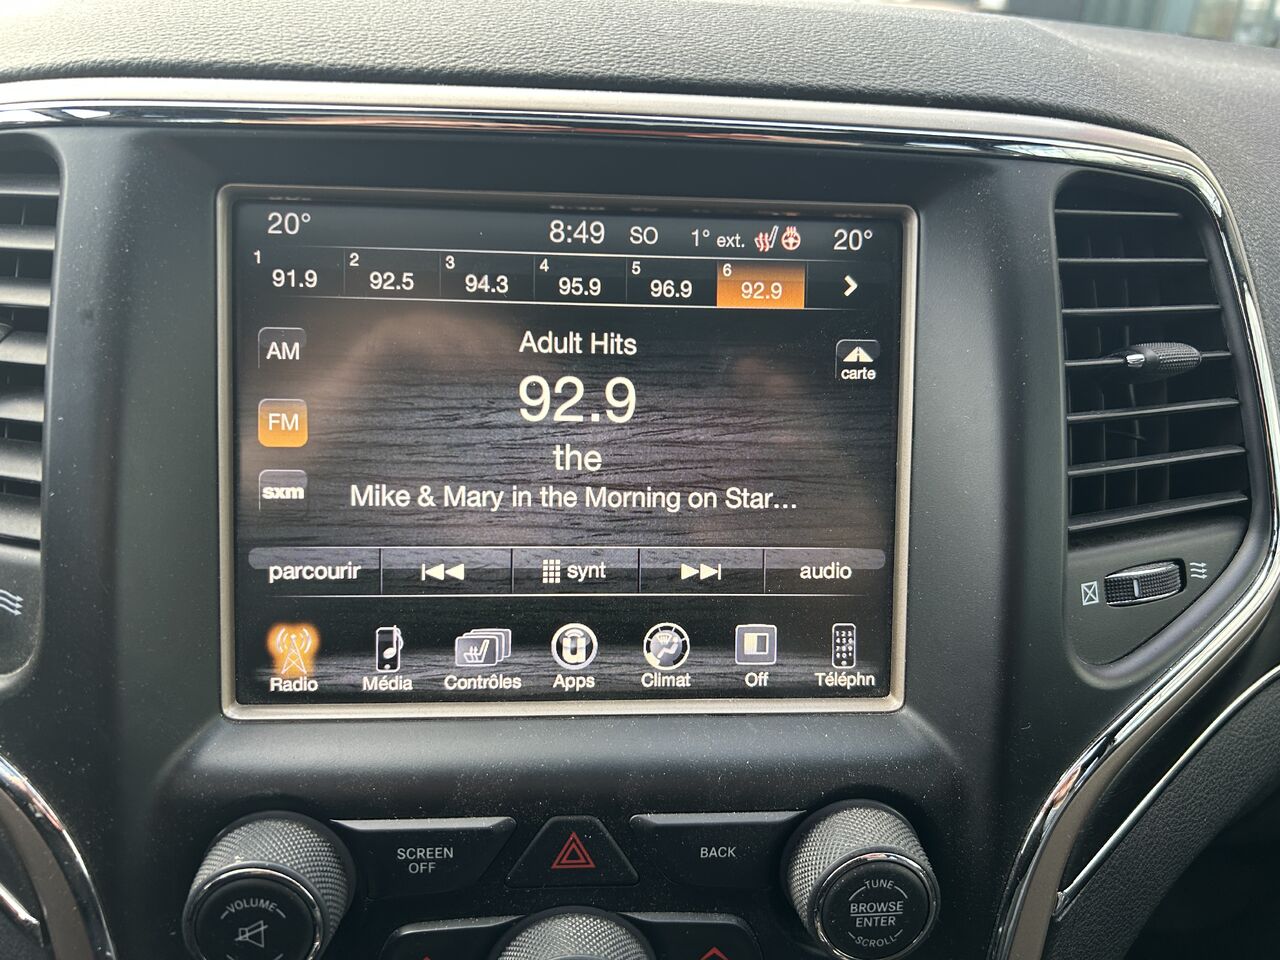 20° 8:49 SO 1° ext. 20°
1 91.9 2 92.5 3 94.3 4 95.9 5 96.9 6 92.9
AM
Adult Hits
carte
92.9
FM
the
sxm
Mike & Mary in the Morning on Star...
parcourir synt audio
Radio Média Contrôles Apps Climat Off Téléphn
SCREEN OFF
BACK
VOLUME
TUNE
BROWSE
ENTER
SCROLL